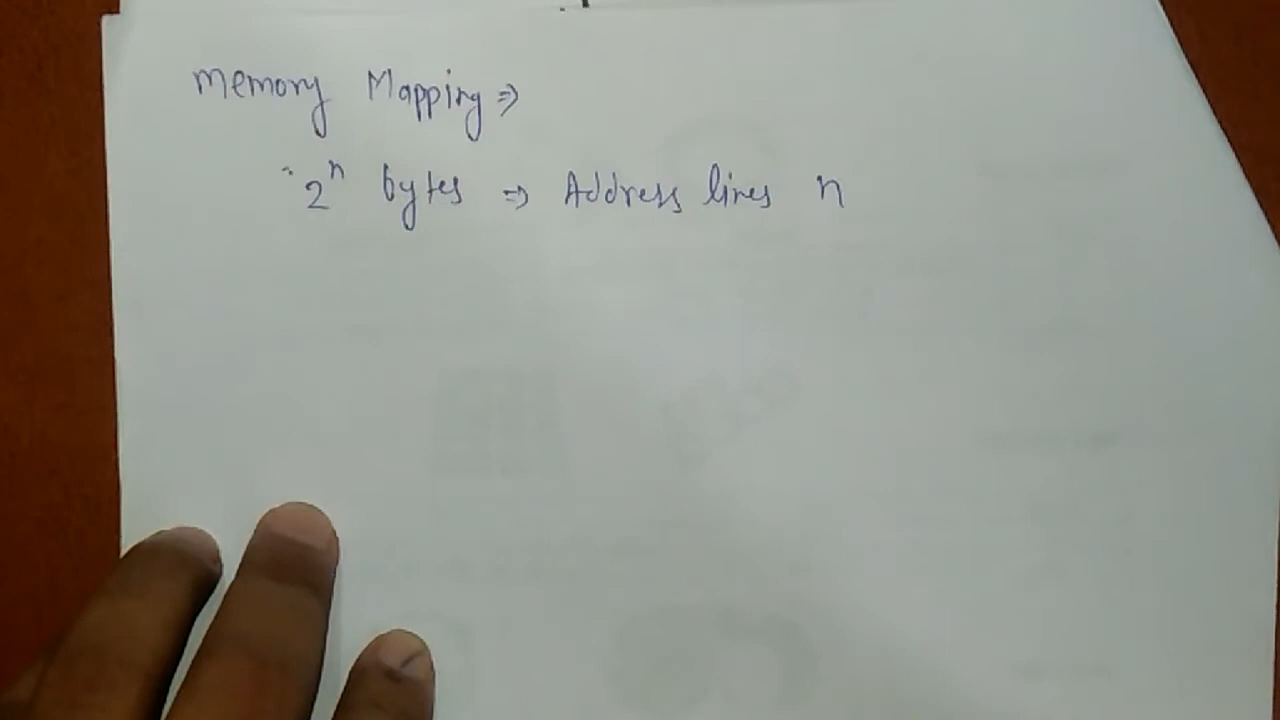 Memory Mapping ⇒
2ⁿ bytes ⇒ Address lines n